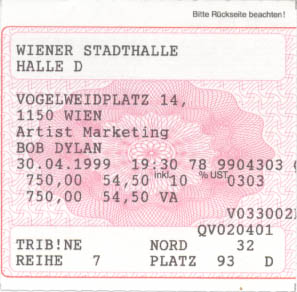 Bitte Rückseite beachten!
WIENER STADTHALLE
HALLE D
VOGELWEIDPLATZ 14,
1150 WIEN
Artist Marketing
BOB DYLAN
30.04.1999 19:30 78 9904303
750,00 54,50 inkl. 10 % UST 0303
750,00 54,50 VA
V033002
QV020401
TRIB!NE NORD 32
REIHE 7 PLATZ 93 D